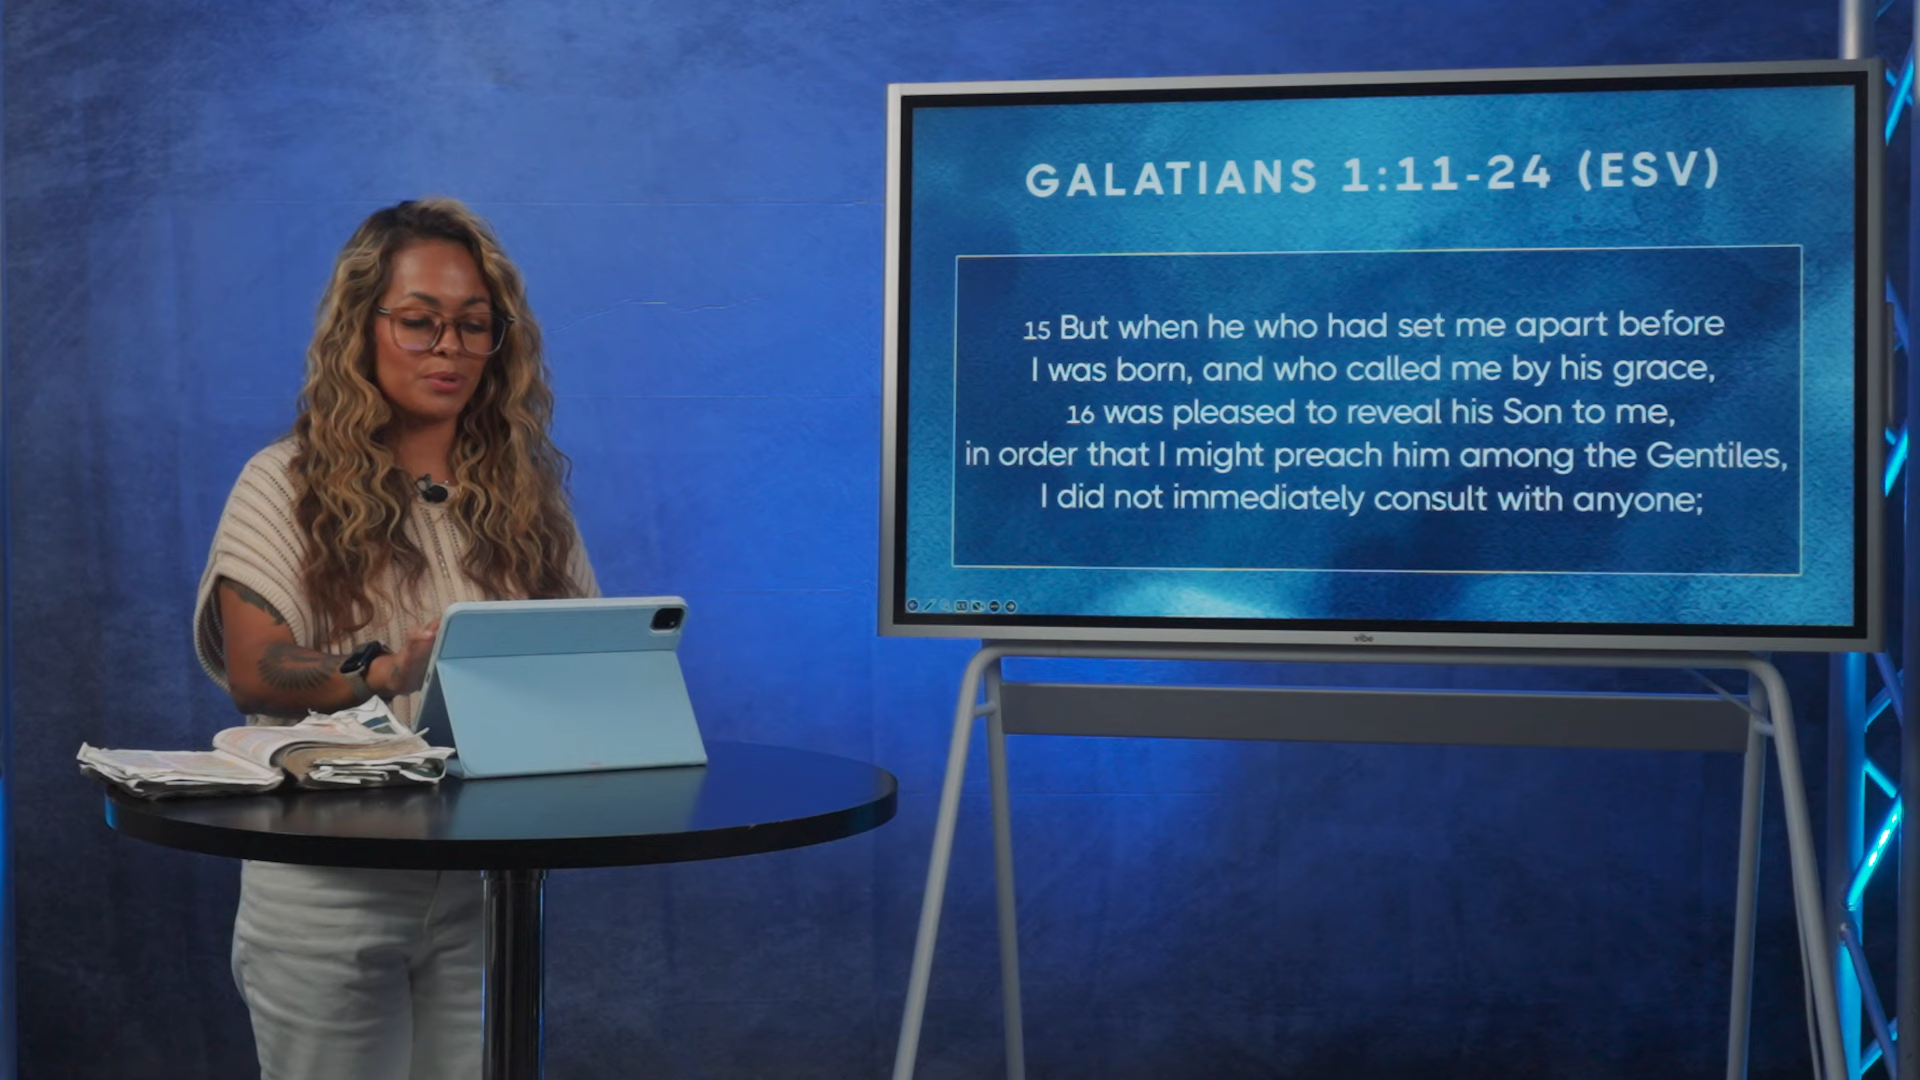 GALATIANS 1:11-24 (ESV)
15 But when he who had set me apart before
I was born, and who called me by his grace,
16 was pleased to reveal his Son to me,
in order that I might preach him among the Gentiles,
I did not immediately consult with anyone;
vibe